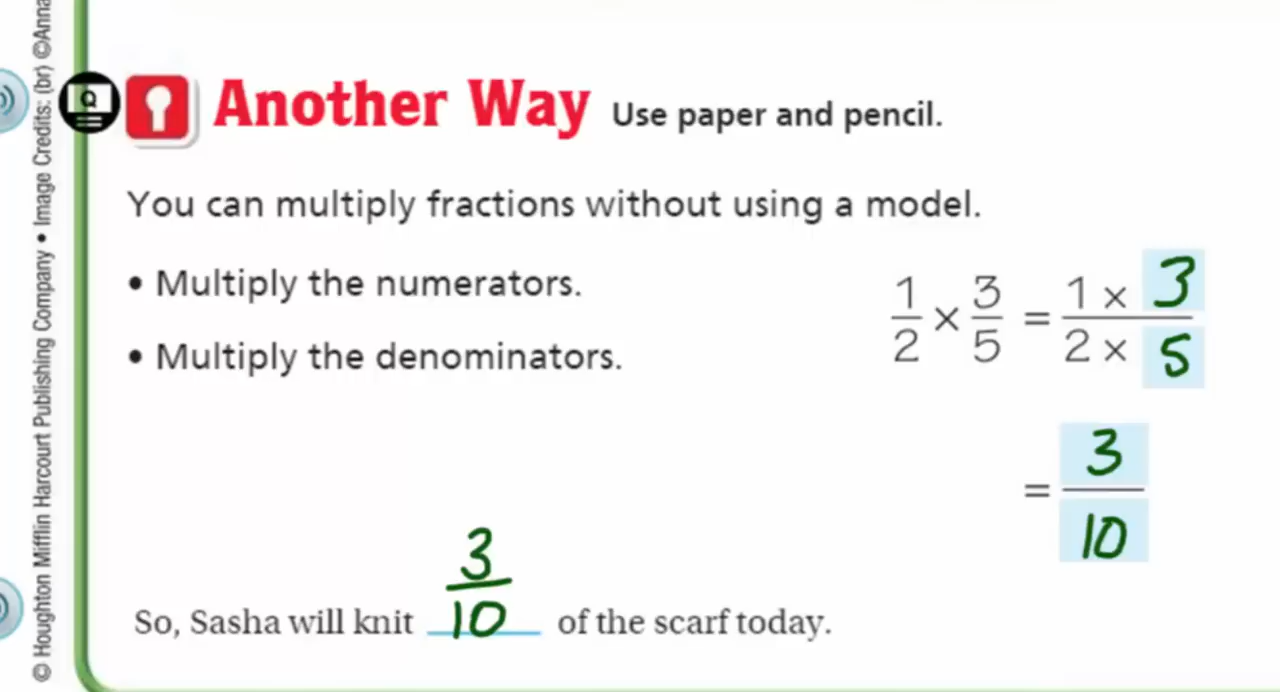 © Houghton Mifflin Harcourt Publishing Company • Image Credits: (br) ©Anna
Q
Another Way Use paper and pencil.
You can multiply fractions without using a model.
• Multiply the numerators.
• Multiply the denominators.
1/2 × 3/5 = 1 × 3 / 2 × 5
= 3/10
So, Sasha will knit 3/10 of the scarf today.